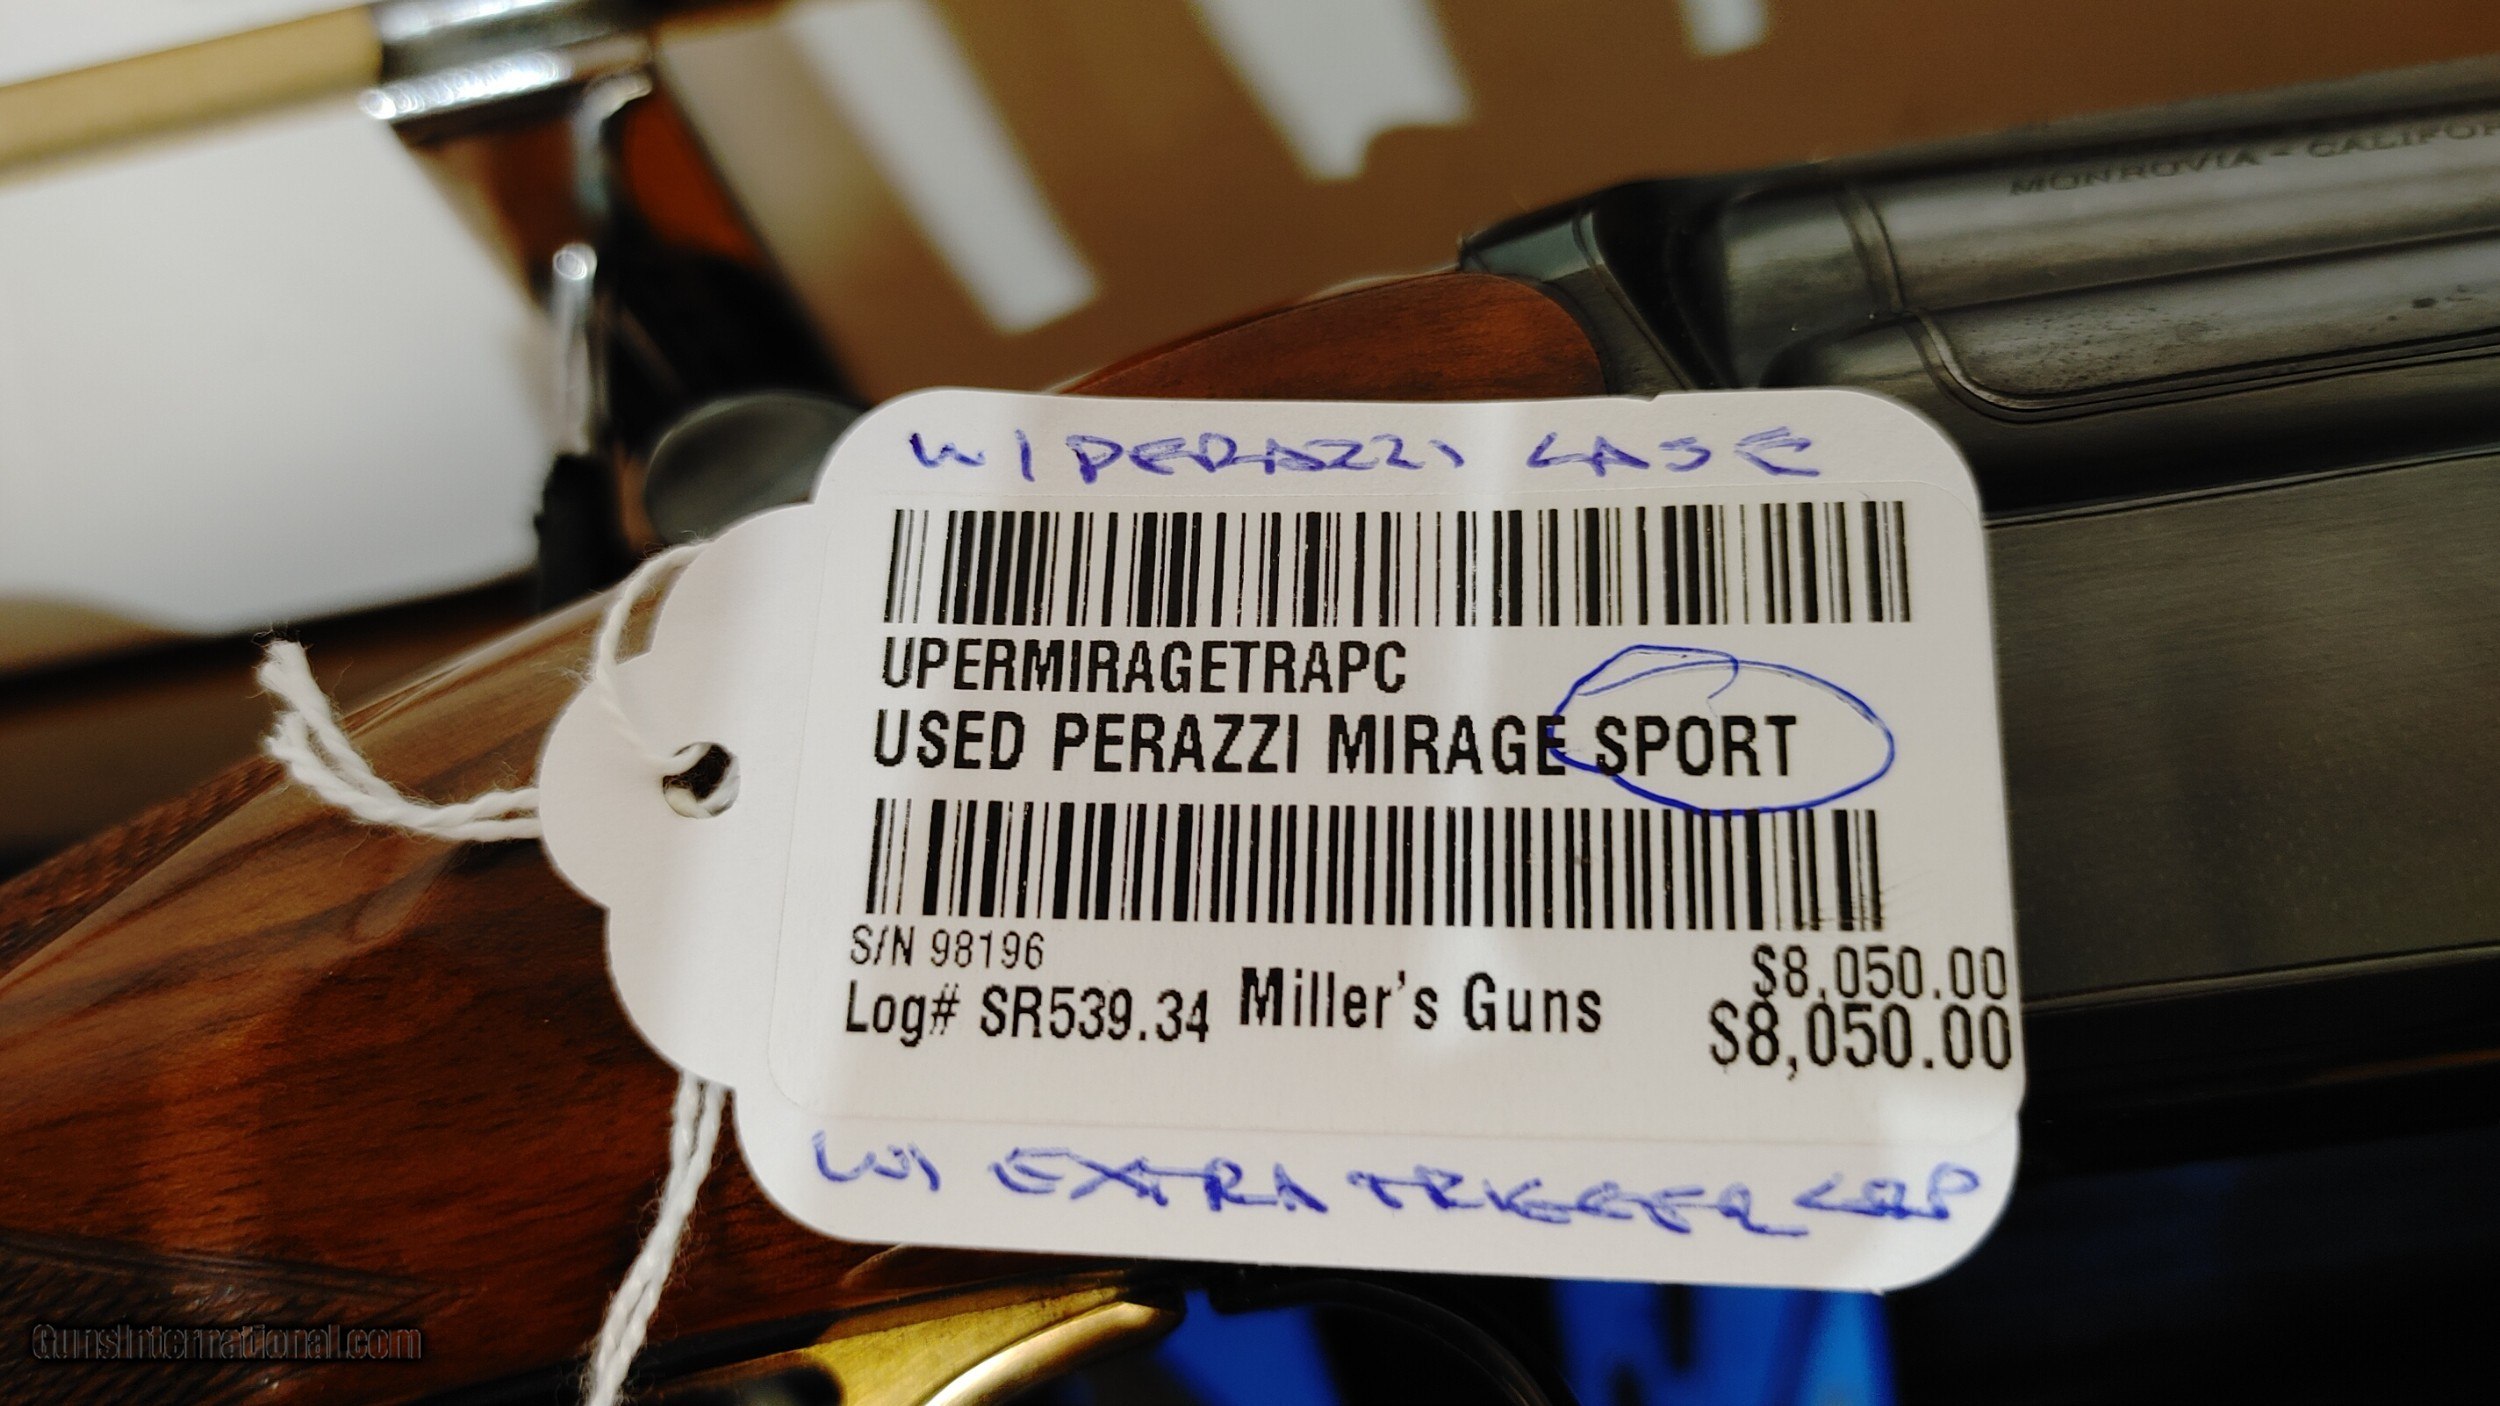 MONROVIA - CALIFOR
W/ PERAZZI CASE
UPERMIRAGETRAPC
USED PERAZZI MIRAGE SPORT
S/N 98196
$8,050.00
Log# SR539.34 Miller's Guns
$8,050.00
W/ EXTRA TRIGGER GRP
GunsInternational.com